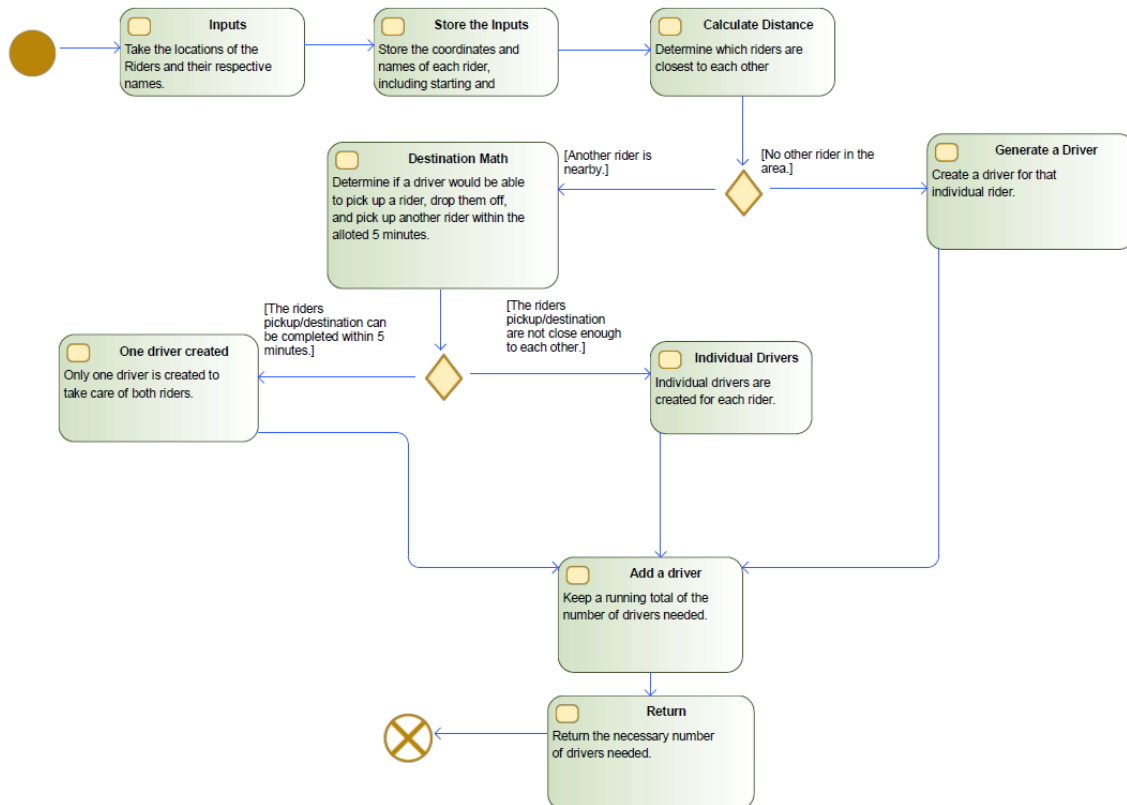 Inputs
Take the locations of the
Riders and their respective
names.
Store the Inputs
Store the coordinates and
names of each rider,
including starting and
Calculate Distance
Determine which riders are
closest to each other
Destination Math
Determine if a driver would be able
to pick up a rider, drop them off,
and pick up another rider within the
alloted 5 minutes.
[Another rider is
nearby.]
[No other rider in the
area.]
Generate a Driver
Create a driver for that
individual rider.
[The riders
pickup/destination can
be completed within 5
minutes.]
[The riders
pickup/destination
are not close enough
to each other.]
One driver created
Only one driver is created to
take care of both riders.
Individual Drivers
Individual drivers are
created for each rider.
Add a driver
Keep a running total of the
number of drivers needed.
Return
Return the necessary number
of drivers needed.